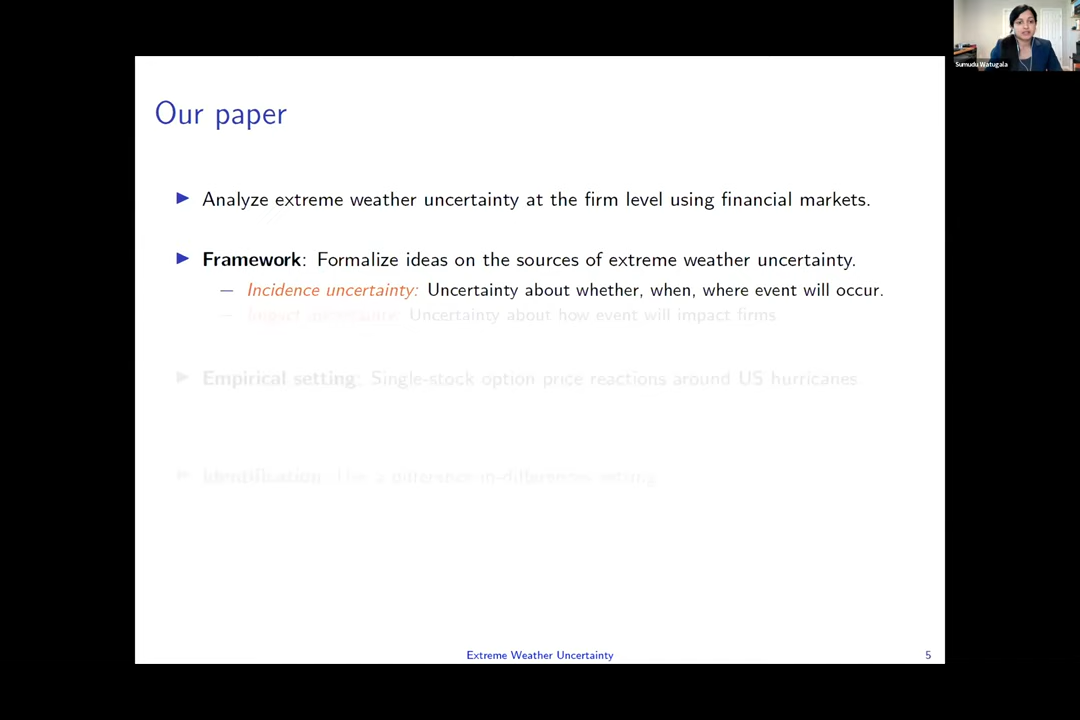 Sumudu Watugala
Our paper
► Analyze extreme weather uncertainty at the firm level using financial markets.
► Framework: Formalize ideas on the sources of extreme weather uncertainty.
– Incidence uncertainty: Uncertainty about whether, when, where event will occur.
– Impact uncertainty: Uncertainty about how event will impact firms
► Empirical setting: Single-stock option price reactions around US hurricanes
► Identification: Use a difference-in-differences setting
Extreme Weather Uncertainty
5